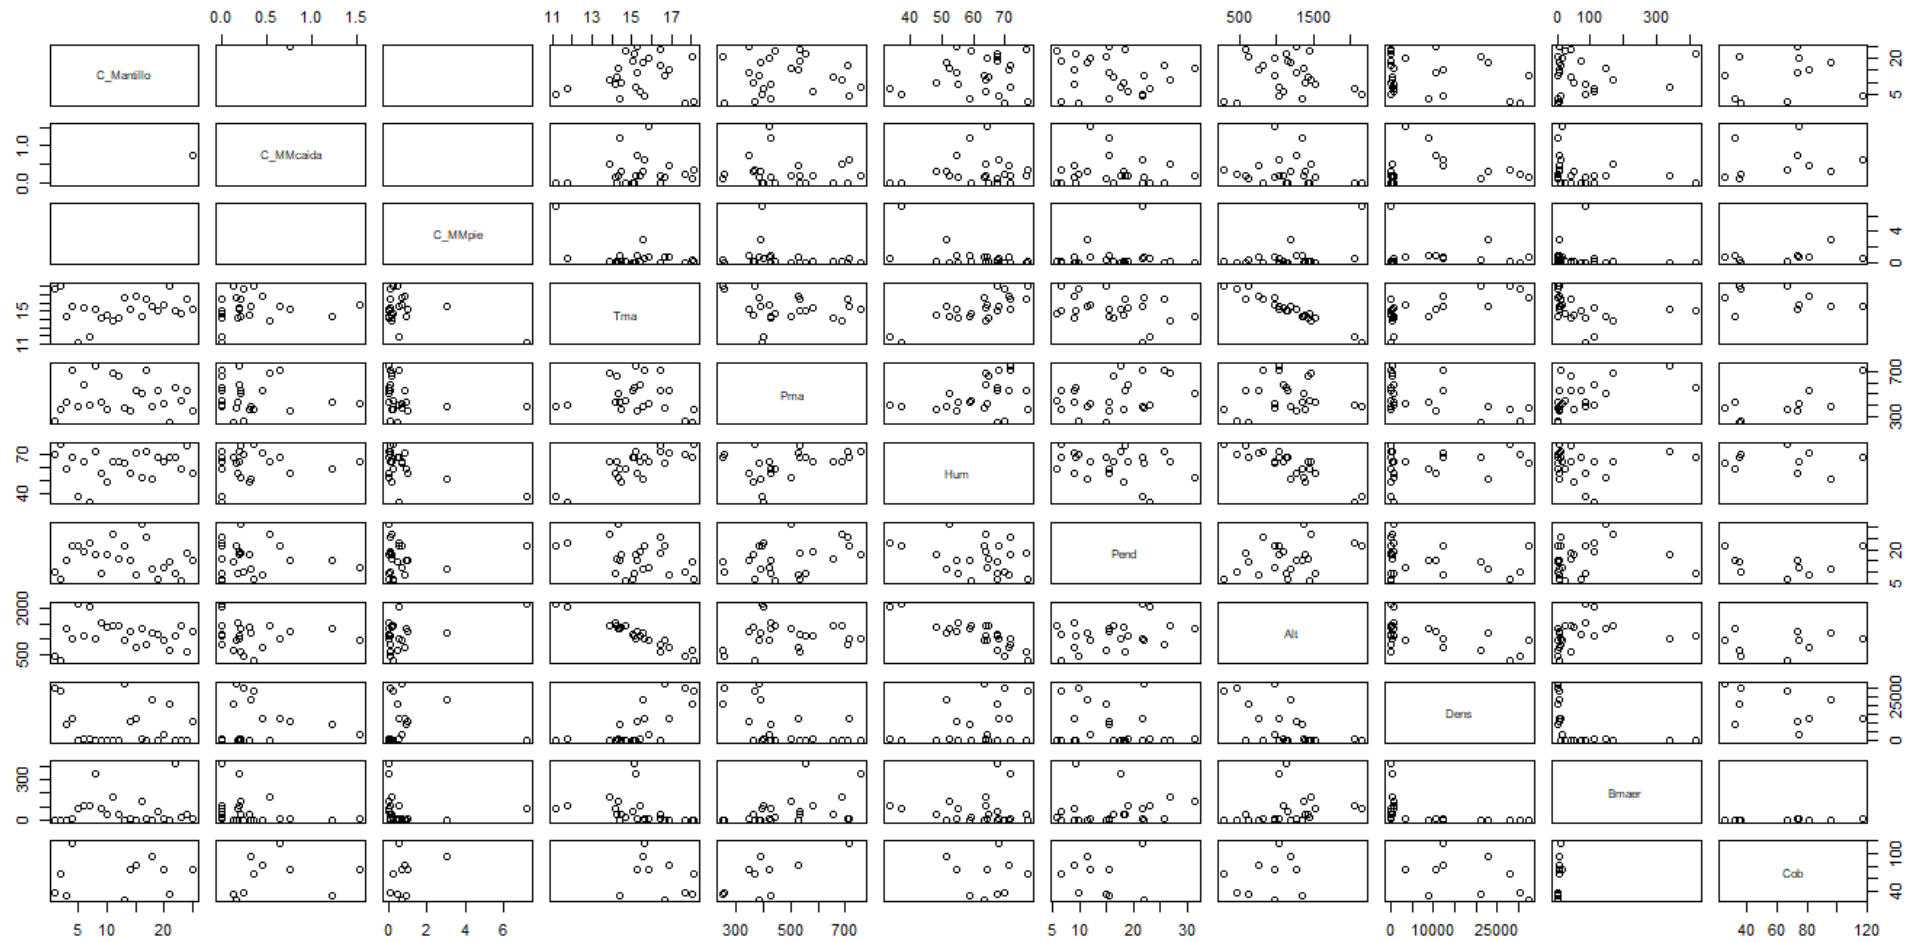 0.0 0.5 1.0 1.5 11 13 15 17 40 50 60 70 500 1500 0 100 300
C_Mantillo 5 20
0.0 1.0 C_MMcaida
C_MMpie 0 4
11 15 Tma
Pma 300 700
40 70 Hum
Pend 5 20
500 2000 Alt
Dens 0 25000
0 300 Bmaer
Cob 40 100
5 10 20 0 2 4 6 300 500 700 5 10 20 30 0 10000 25000 40 60 80 120